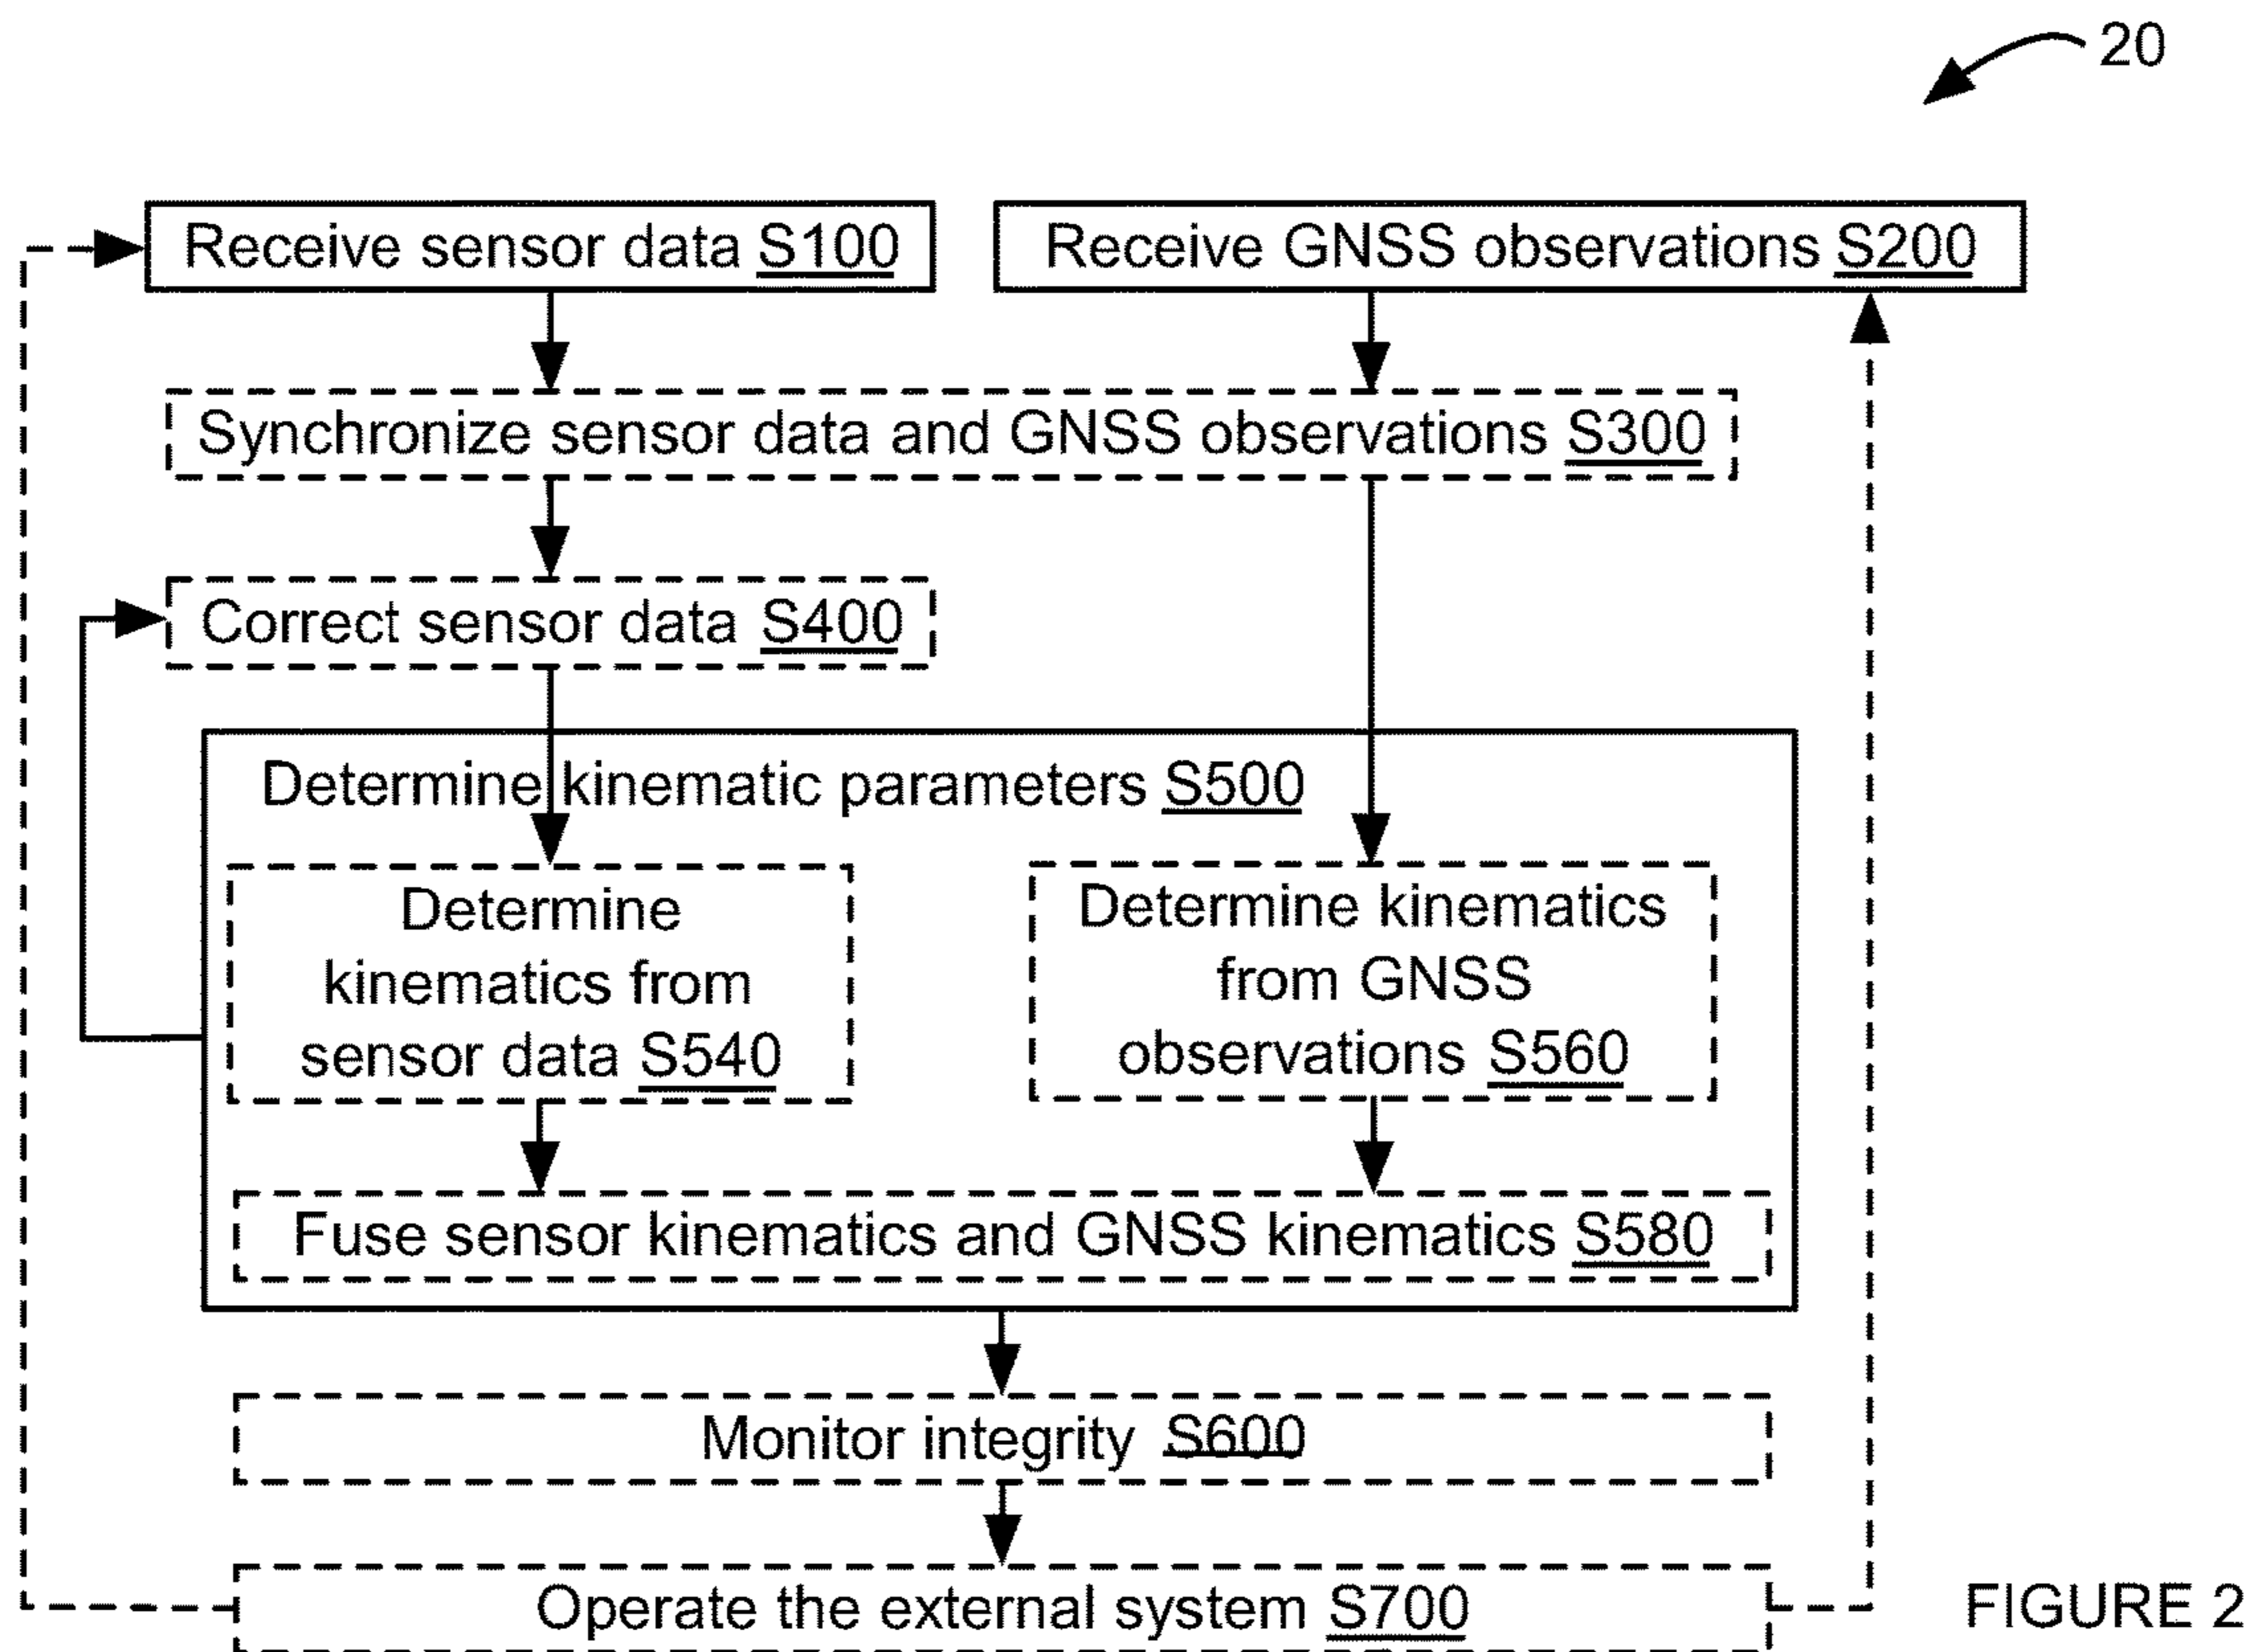 20
Receive sensor data S100
Receive GNSS observations S200
Synchronize sensor data and GNSS observations S300
Correct sensor data S400
Determine kinematic parameters S500
Determine
kinematics from
sensor data S540
Determine kinematics
from GNSS
observations S560
Fuse sensor kinematics and GNSS kinematics S580
Monitor integrity S600
Operate the external system S700
FIGURE 2